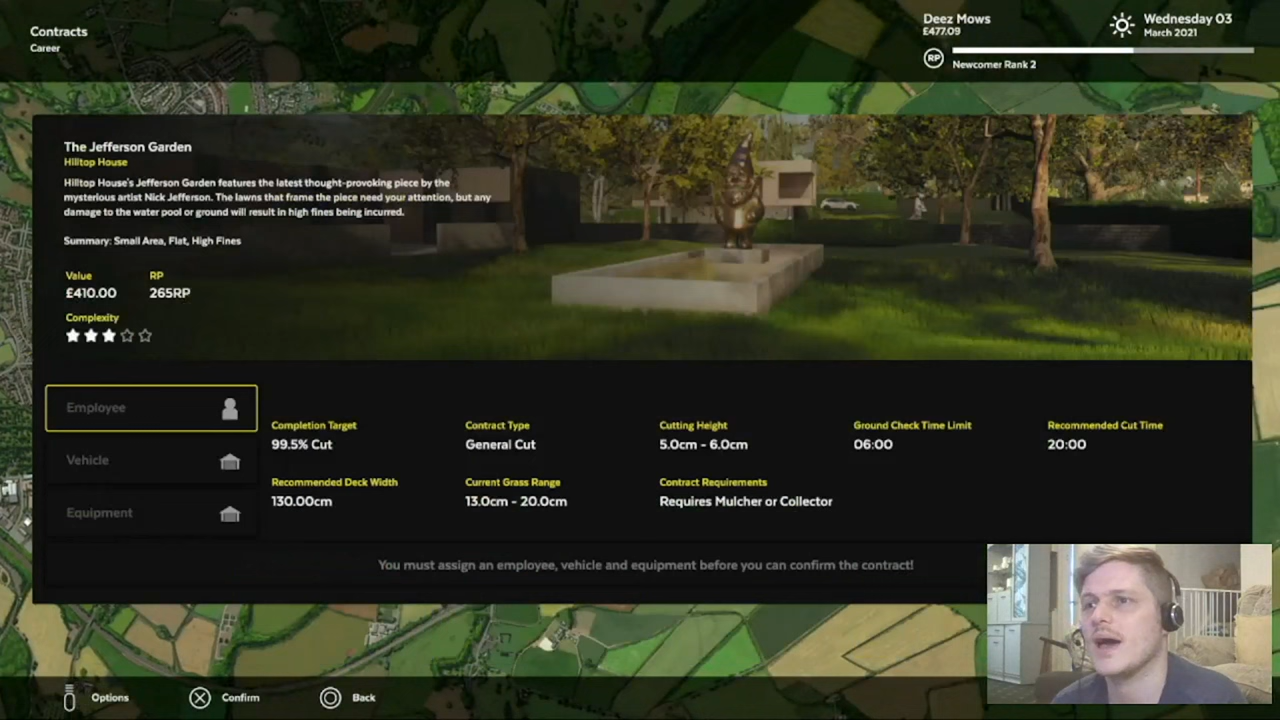 Contracts
Career
Deez Mows
£477.09
Wednesday 03
March 2021
RP
Newcomer Rank 2
The Jefferson Garden
Hilltop House
Hilltop House's Jefferson Garden features the latest thought-provoking piece by the
mysterious artist Nick Jefferson. The lawns that frame the piece need your attention, but any
damage to the water pool or ground will result in high fines being incurred.
Summary: Small Area, Flat, High Fines
Value RP
£410.00 265RP
Complexity
Employee
Vehicle
Equipment
Completion Target Contract Type Cutting Height Ground Check Time Limit Recommended Cut Time
99.5% Cut General Cut 5.0cm - 6.0cm 06:00 20:00
Recommended Deck Width Current Grass Range Contract Requirements
130.00cm 13.0cm - 20.0cm Requires Mulcher or Collector
You must assign an employee, vehicle and equipment before you can confirm the contract!
Options Confirm Back